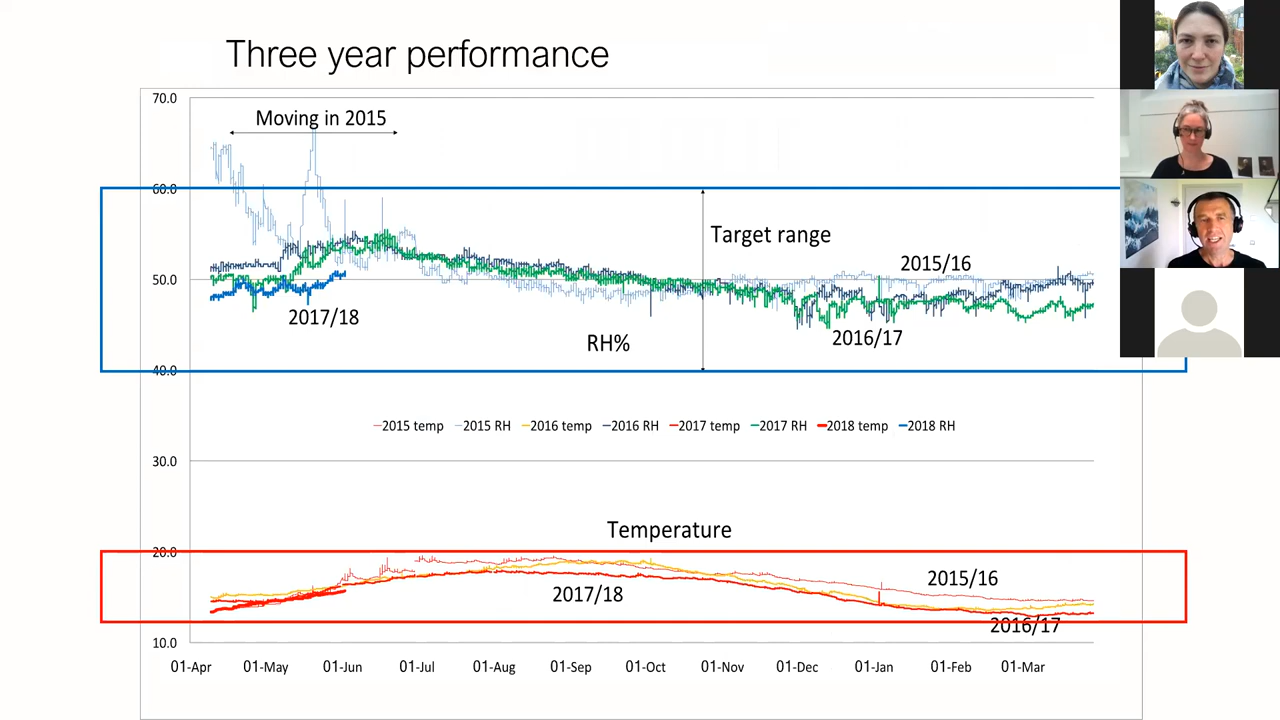 Three year performance
70.0
Moving in 2015
60.0
Target range
2015/16
50.0
2017/18
RH%
2016/17
40.0
2015 temp 2015 RH 2016 temp 2016 RH 2017 temp 2017 RH 2018 temp 2018 RH
30.0
Temperature
20.0
2015/16
2017/18
2016/17
10.0
01-Apr 01-May 01-Jun 01-Jul 01-Aug 01-Sep 01-Oct 01-Nov 01-Dec 01-Jan 01-Feb 01-Mar